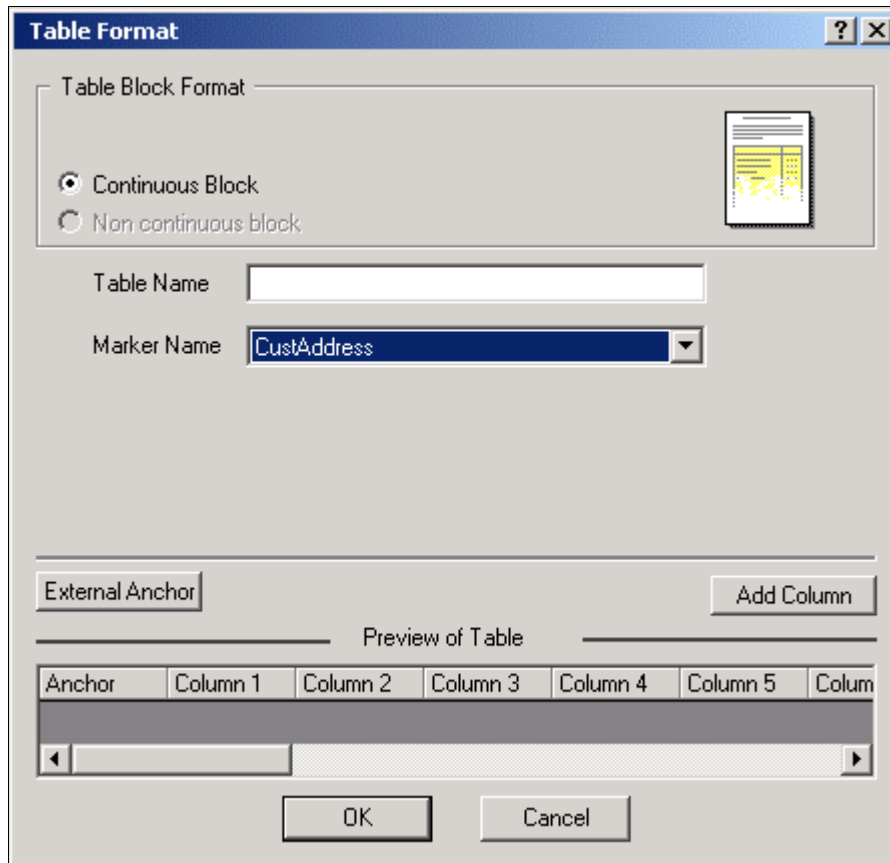 Table Format
Table Block Format
Continuous Block
Non continuous block
Table Name
Marker Name CustAddress
External Anchor Add Column
Preview of Table
Anchor Column 1 Column 2 Column 3 Column 4 Column 5 Colum
OK Cancel